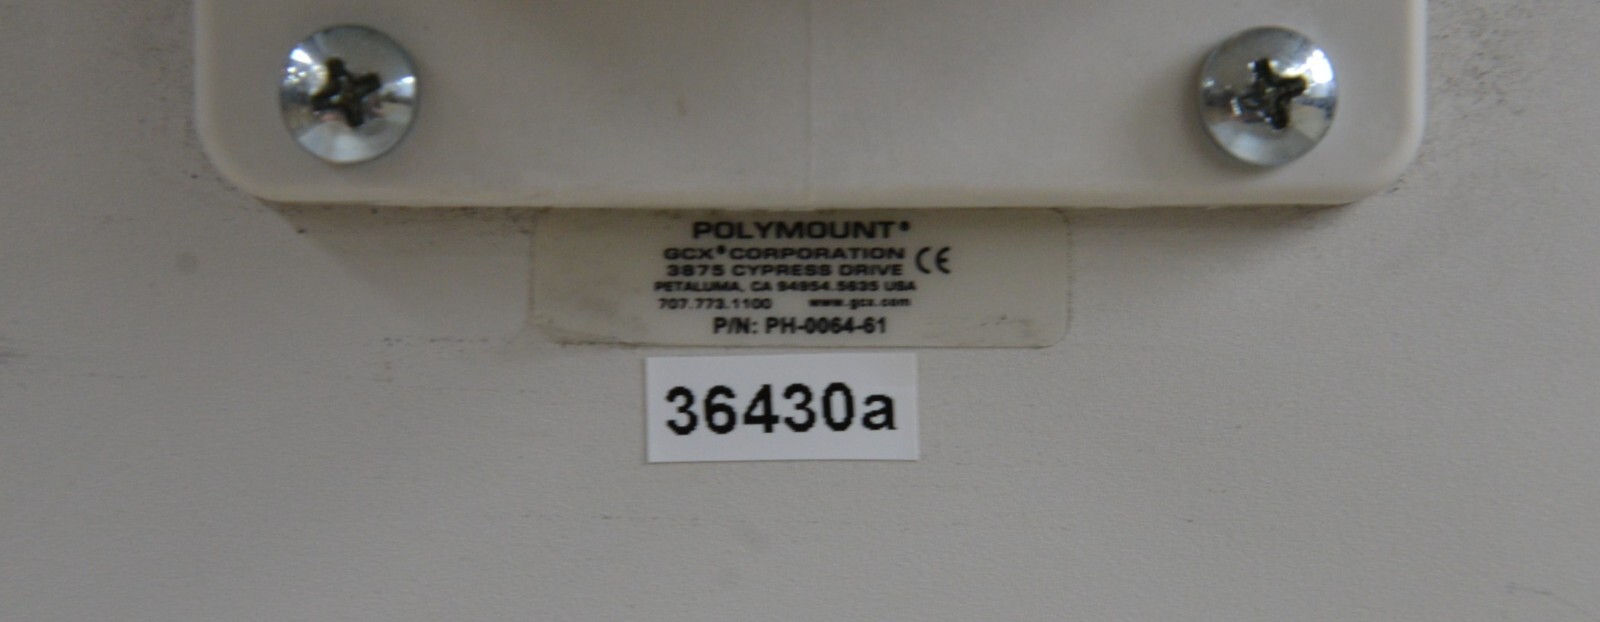 POLYMOUNT®
GCX® CORPORATION
3875 CYPRESS DRIVE CE
PETALUMA, CA 94954.5635 USA
707.773.1100 www.gcx.com
P/N: PH-0064-61
36430a